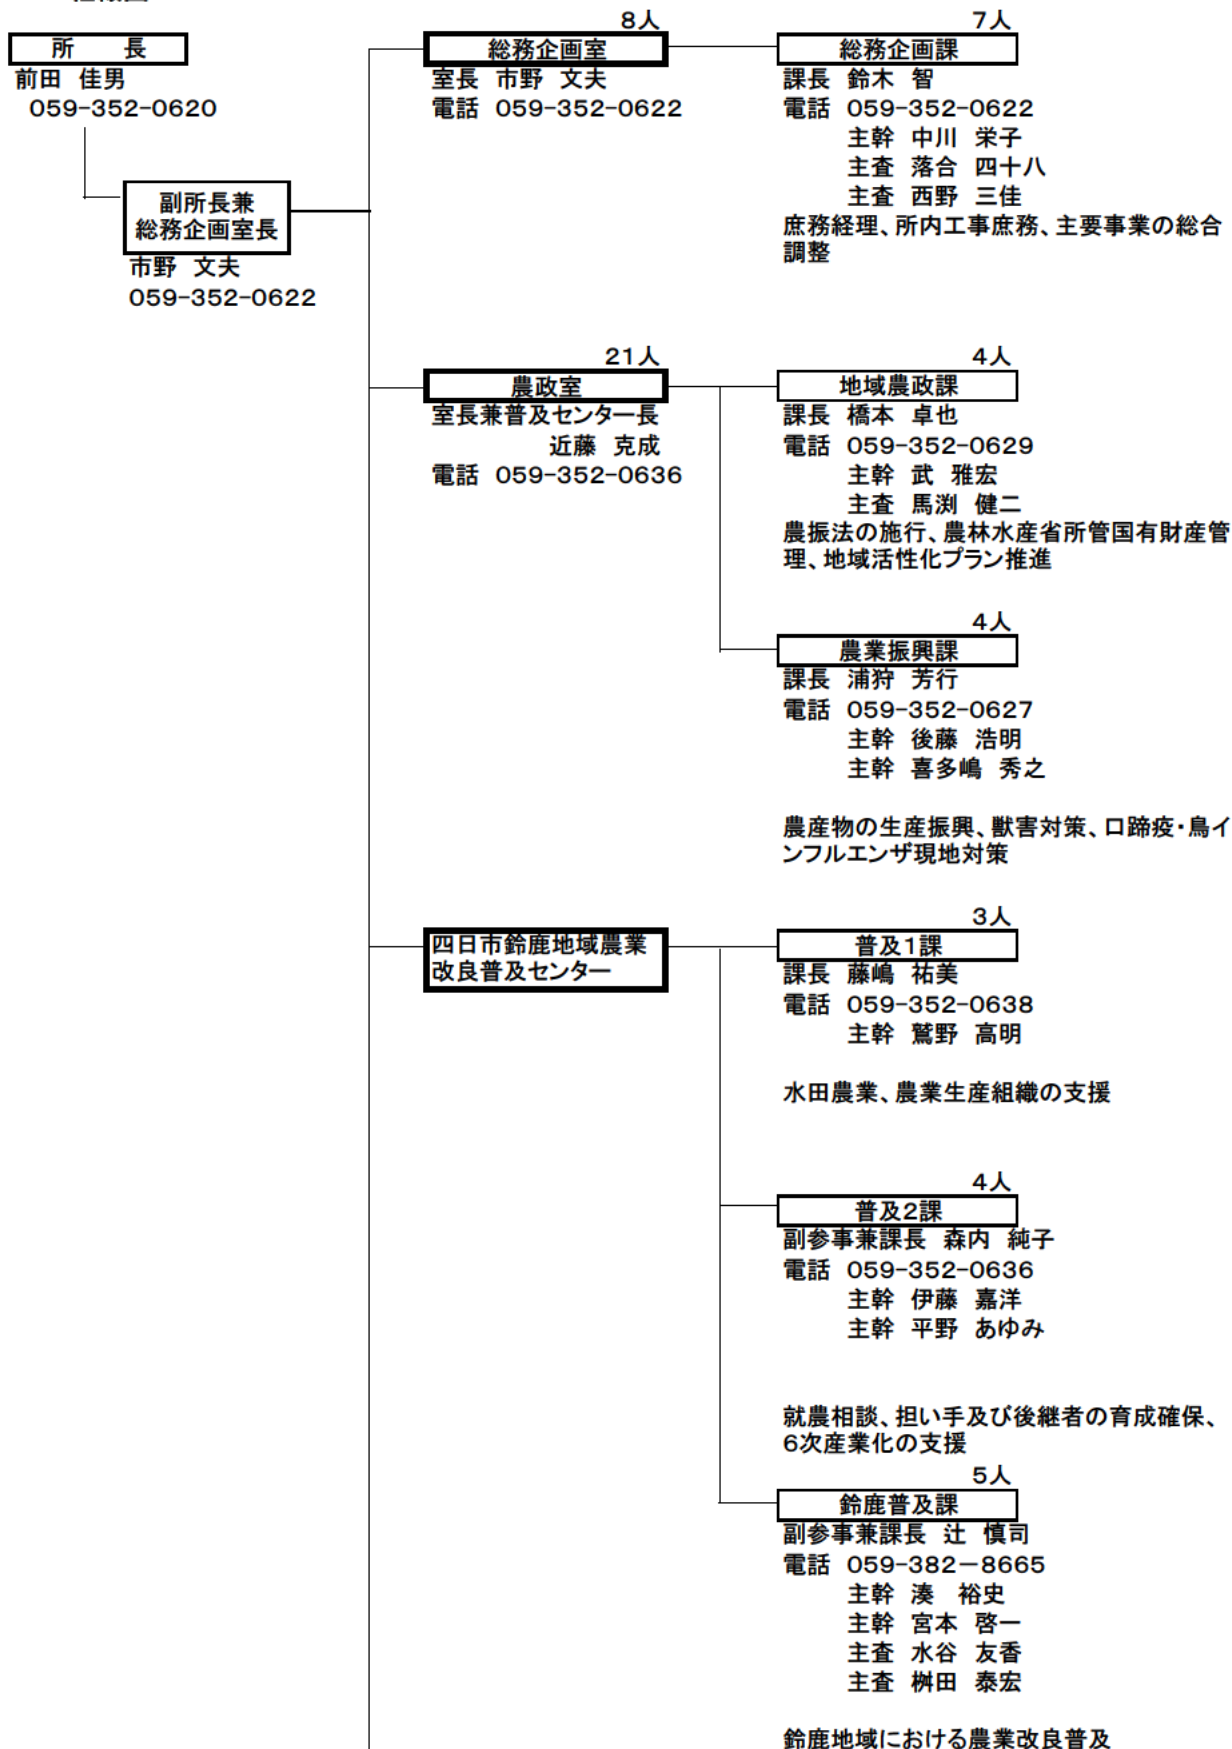 所　　長
前田 佳男
059-352-0620
副所長兼
総務企画室長
市野 文夫
059-352-0622
8人
総務企画室
室長 市野 文夫
電話 059-352-0622
7人
総務企画課
課長 鈴木 智
電話 059-352-0622
主幹 中川 栄子
主査 落合 四十八
主査 西野 三佳
庶務経理、所内工事庶務、主要事業の総合
調整
21人
農政室
室長兼普及センター長
近藤 克成
電話 059-352-0636
4人
地域農政課
課長 橋本 卓也
電話 059-352-0629
主幹 武 雅宏
主査 馬渕 健二
農振法の施行、農林水産省所管国有財産管
理、地域活性化プラン推進
4人
農業振興課
課長 浦狩 芳行
電話 059-352-0627
主幹 後藤 浩明
主幹 喜多嶋 秀之
農産物の生産振興、獣害対策、口蹄疫・鳥イ
ンフルエンザ現地対策
四日市鈴鹿地域農業
改良普及センター
3人
普及1課
課長 藤嶋 祐美
電話 059-352-0638
主幹 鷲野 高明
水田農業、農業生産組織の支援
4人
普及2課
副参事兼課長 森内 純子
電話 059-352-0636
主幹 伊藤 嘉洋
主幹 平野 あゆみ
就農相談、担い手及び後継者の育成確保、
6次産業化の支援
5人
鈴鹿普及課
副参事兼課長 辻 慎司
電話 059-382－8665
主幹 湊　裕史
主幹 宮本 啓一
主査 水谷 友香
主査 桝田 泰宏
鈴鹿地域における農業改良普及